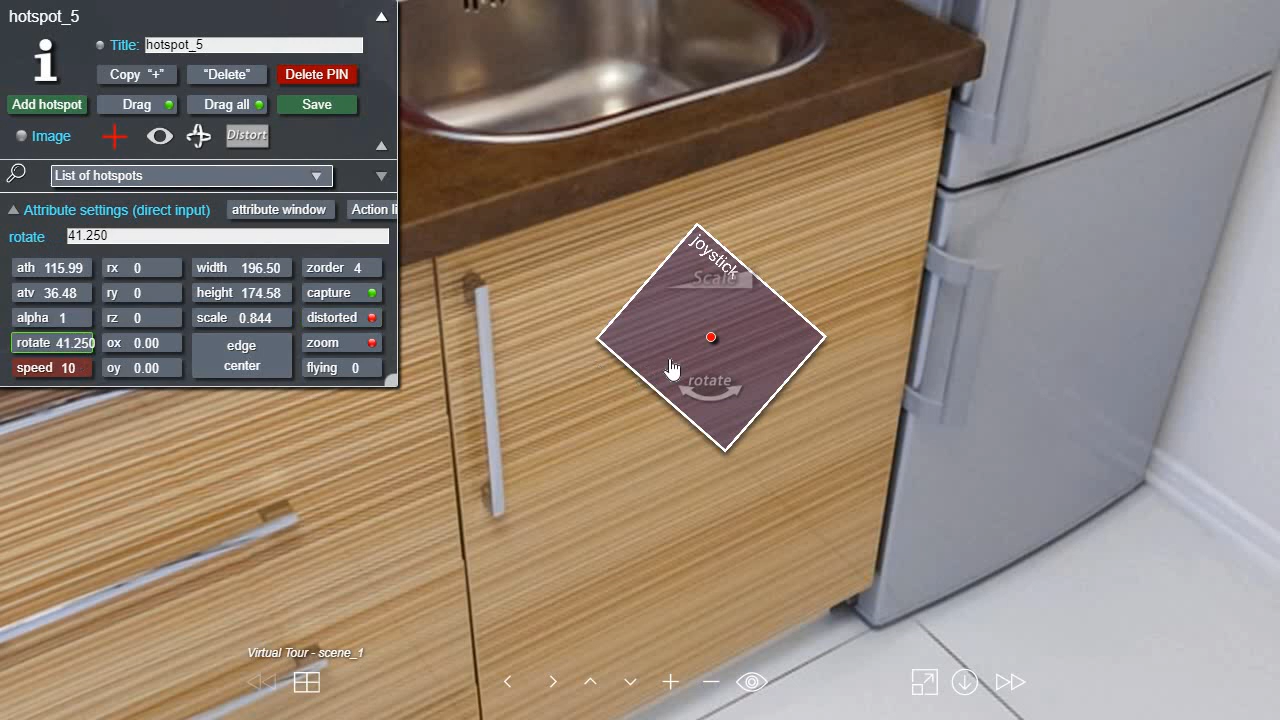 hotspot_5
Title: hotspot_5
Copy "+" "Delete" Delete PIN
Add hotspot Drag Drag all Save
Image Distort
List of hotspots
Attribute settings (direct input) attribute window Action li
rotate 41.250
ath 115.99 rx 0 width 196.50 zorder 4
atv 36.48 ry 0 height 174.58 capture
alpha 1 rz 0 scale 0.844 distorted
rotate 41.250 ox 0.00 edge zoom
speed 10 oy 0.00 center flying 0
joystick
Scale
rotate
Virtual Tour - scene_1